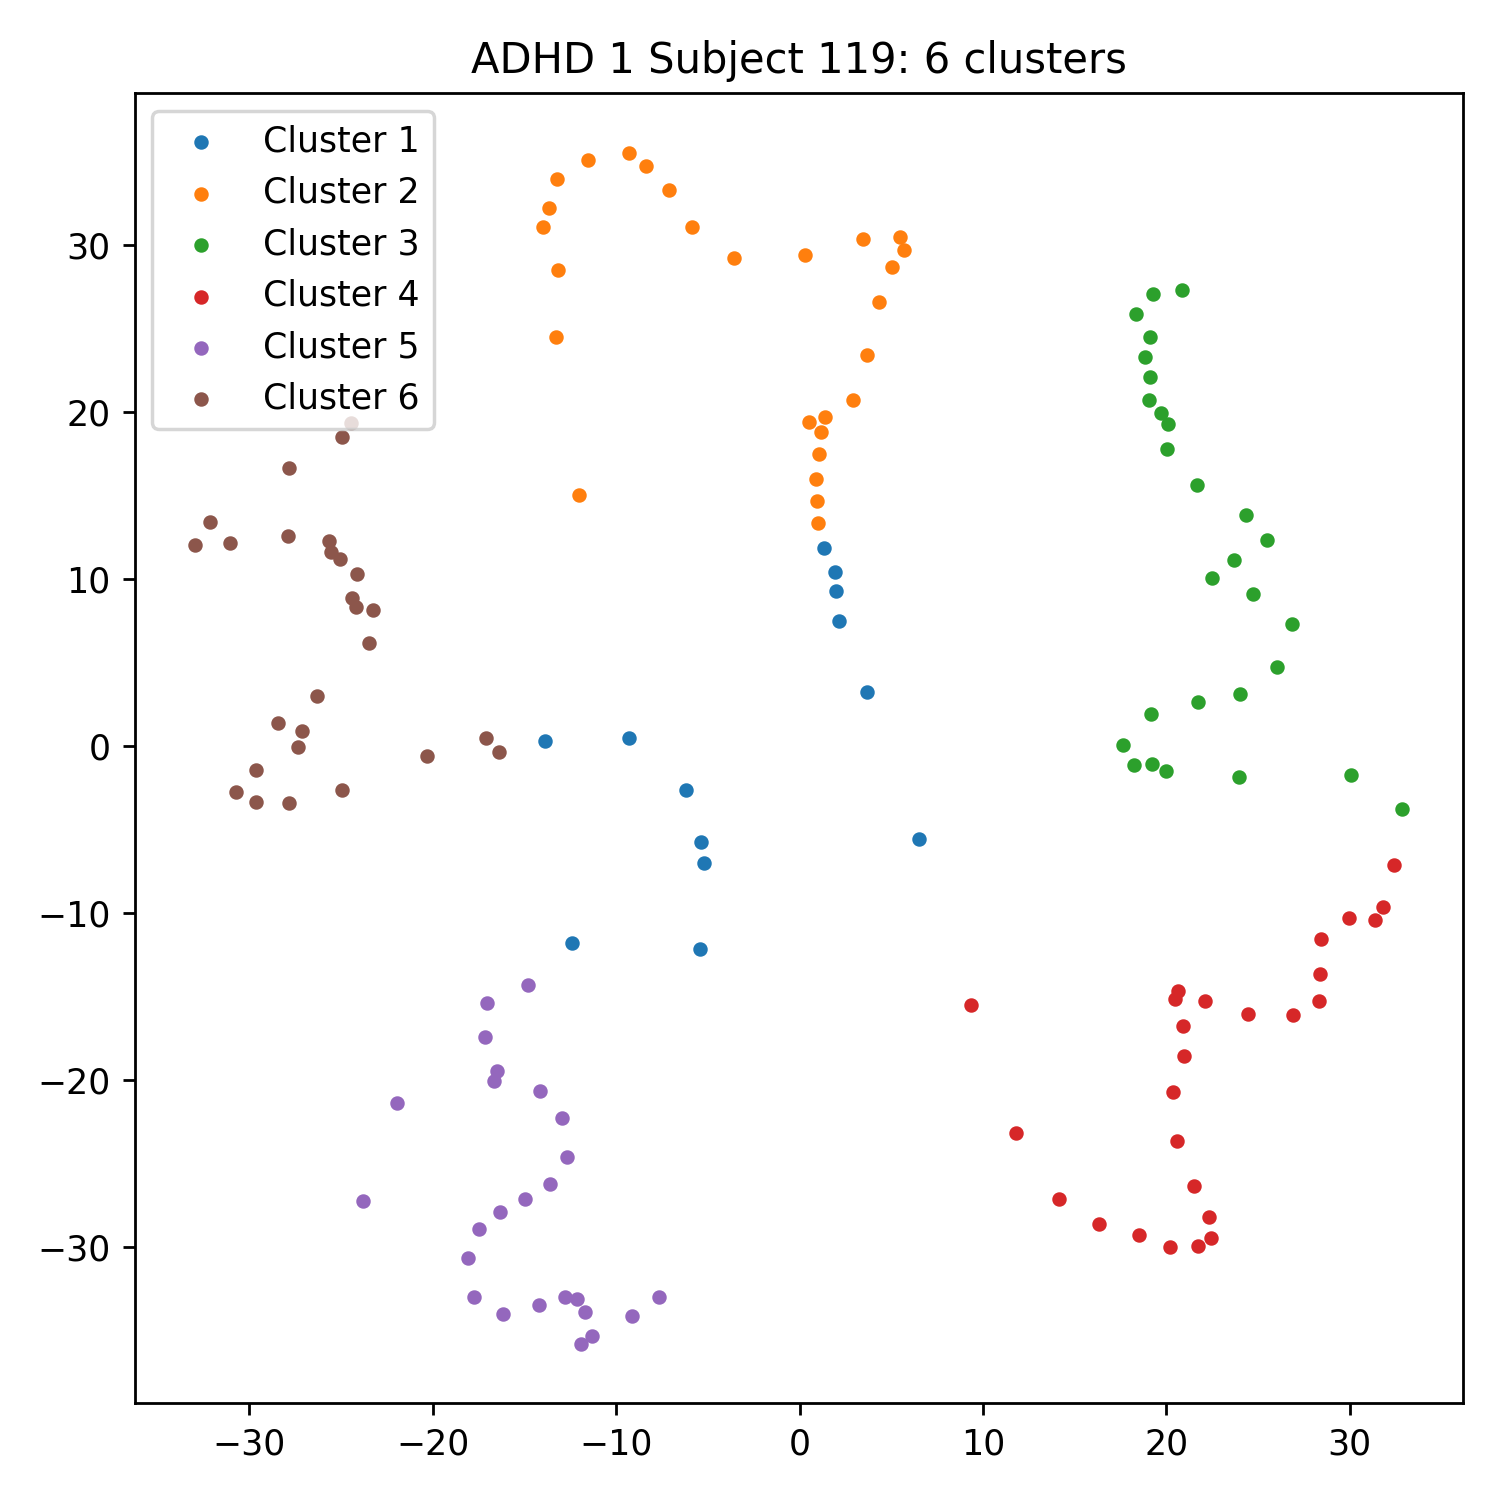 ADHD 1 Subject 119: 6 clusters
Cluster 1
Cluster 2
Cluster 3
Cluster 4
Cluster 5
Cluster 6
30
20
10
0
−10
−20
−30
−30 −20 −10 0 10 20 30